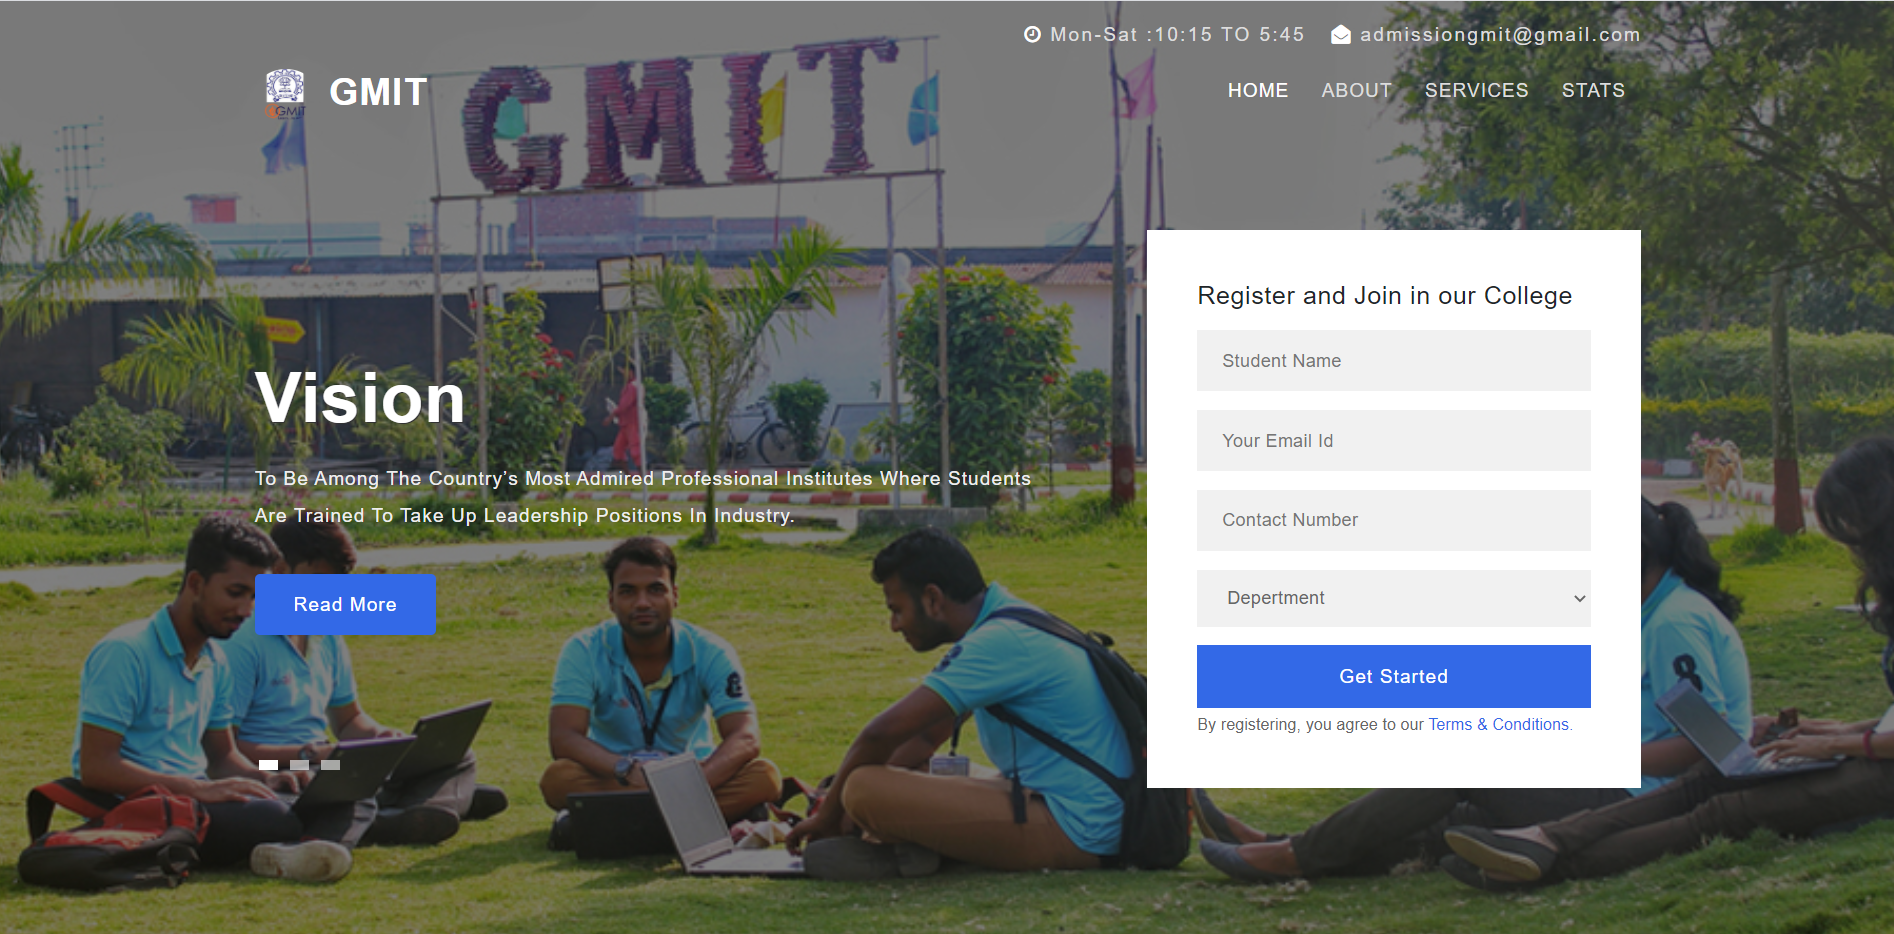 Mon-Sat :10:15 TO 5:45 admissiongmit@gmail.com
GMIT
GMIT
GMIT
HOME ABOUT SERVICES STATS
Vision
To Be Among The Country’s Most Admired Professional Institutes Where Students
Are Trained To Take Up Leadership Positions In Industry.
Read More
Register and Join in our College
Student Name
Your Email Id
Contact Number
Depertment
Get Started
By registering, you agree to our Terms & Conditions.
8